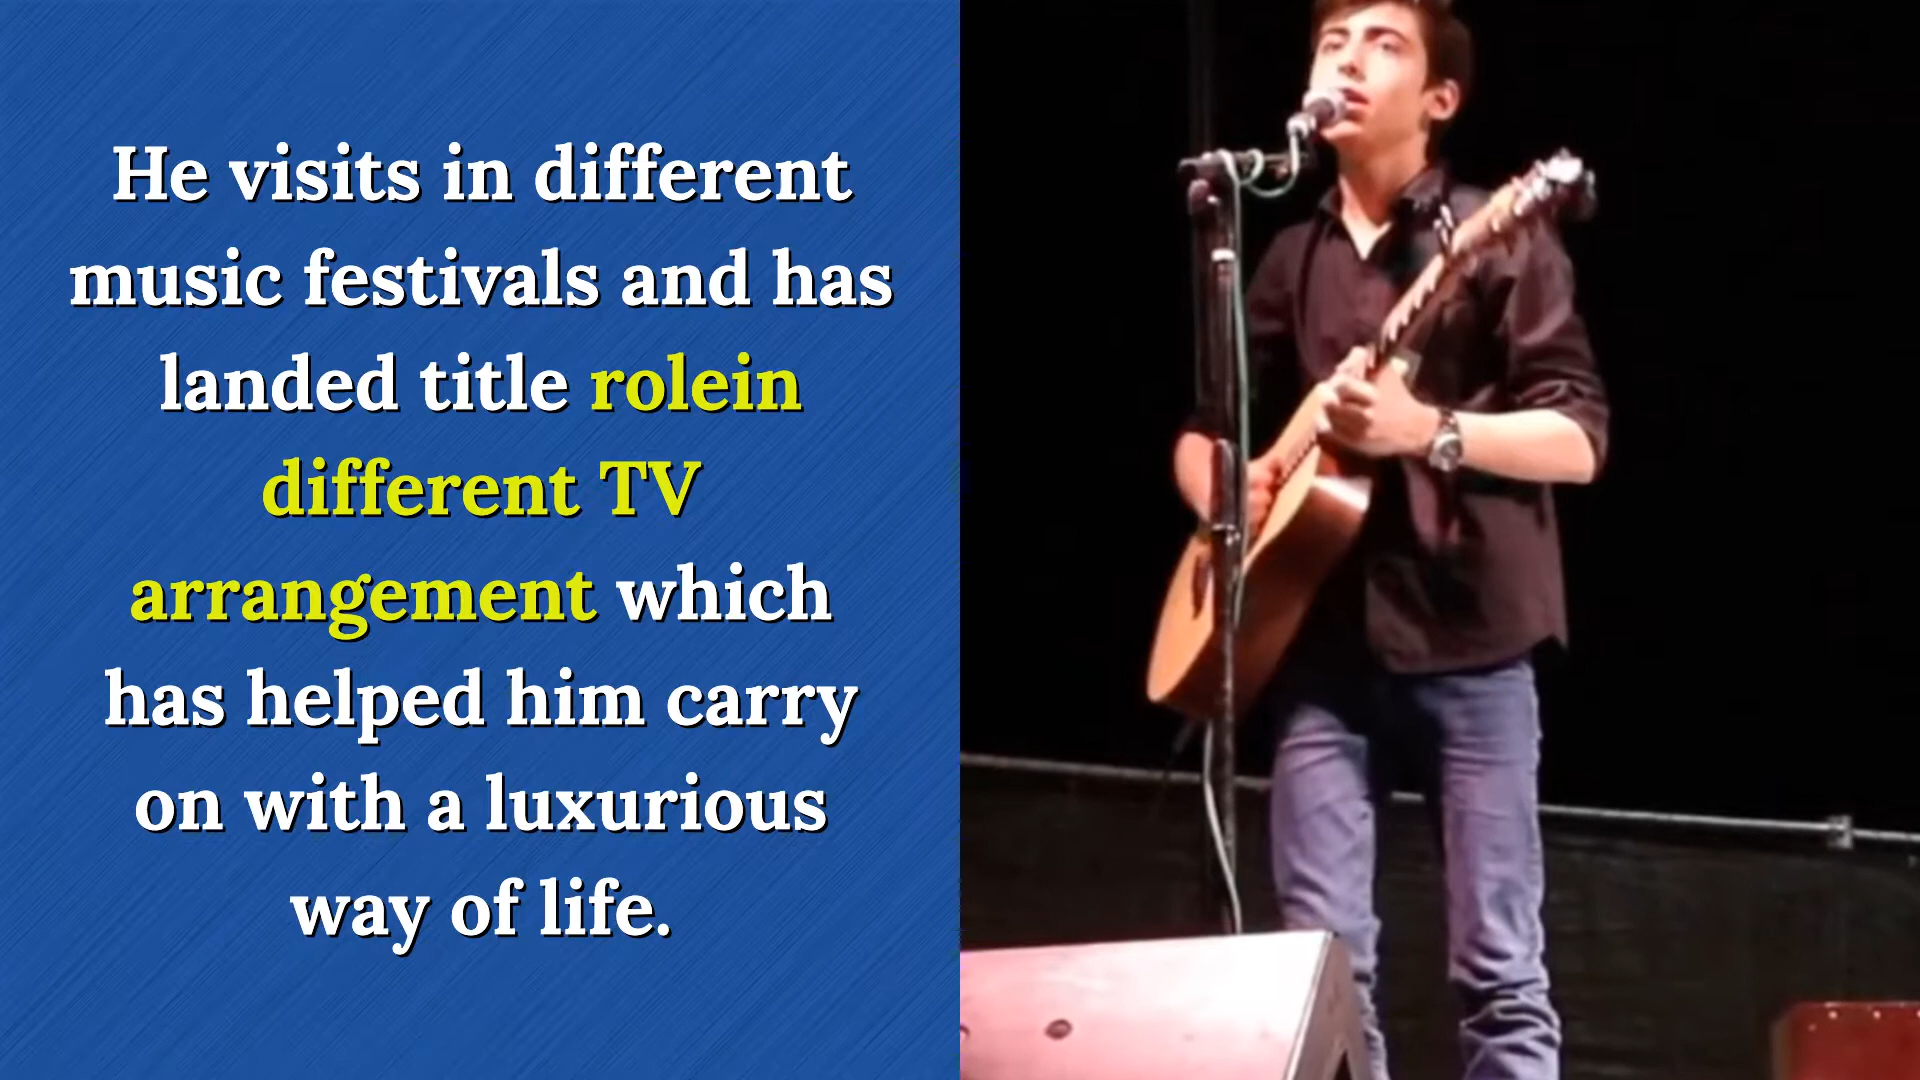 He visits in different
music festivals and has
landed title rolein
different TV
arrangement which
has helped him carry
on with a luxurious
way of life.